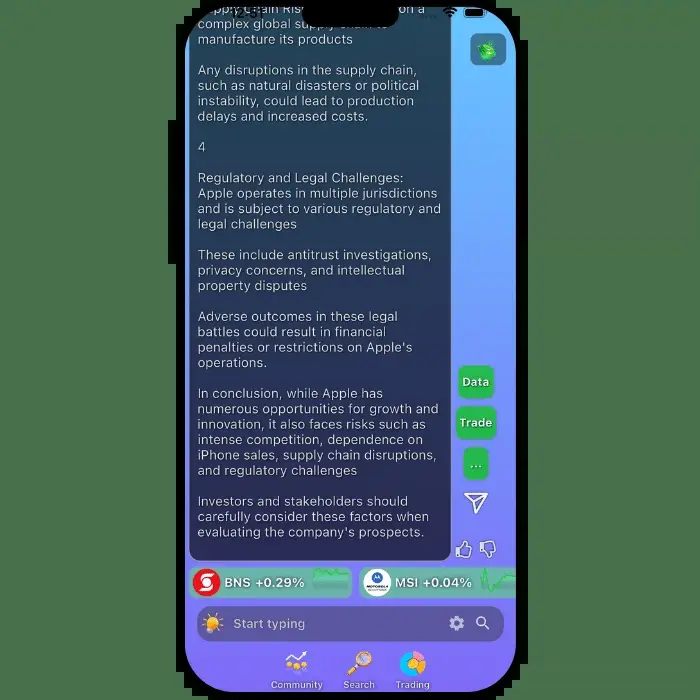 complex global supply chain to
manufacture its products
Any disruptions in the supply chain,
such as natural disasters or political
instability, could lead to production
delays and increased costs.
4
Regulatory and Legal Challenges:
Apple operates in multiple jurisdictions
and is subject to various regulatory and
legal challenges
These include antitrust investigations,
privacy concerns, and intellectual
property disputes
Adverse outcomes in these legal
battles could result in financial
penalties or restrictions on Apple's
operations.
In conclusion, while Apple has
numerous opportunities for growth and
innovation, it also faces risks such as
intense competition, dependence on
iPhone sales, supply chain disruptions,
and regulatory challenges
Investors and stakeholders should
carefully consider these factors when
evaluating the company's prospects.
Data
Trade
...
BNS +0.29%
MOTOROLA
MSI +0.04%
Start typing
Community Search Trading